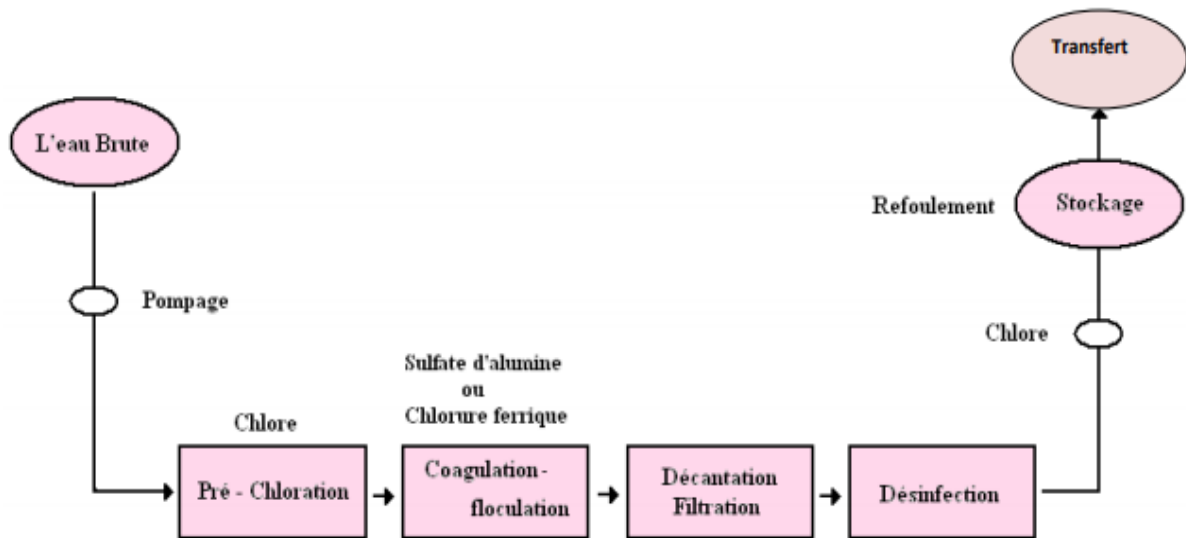 Transfert
L'eau Brute
Refoulement
Stockage
Pompage
Chlore
Sulfate d'alumine
ou
Chlorure ferrique
Chlore
Pré - Chloration
Coagulation -
floculation
Décantation
Filtration
Désinfection